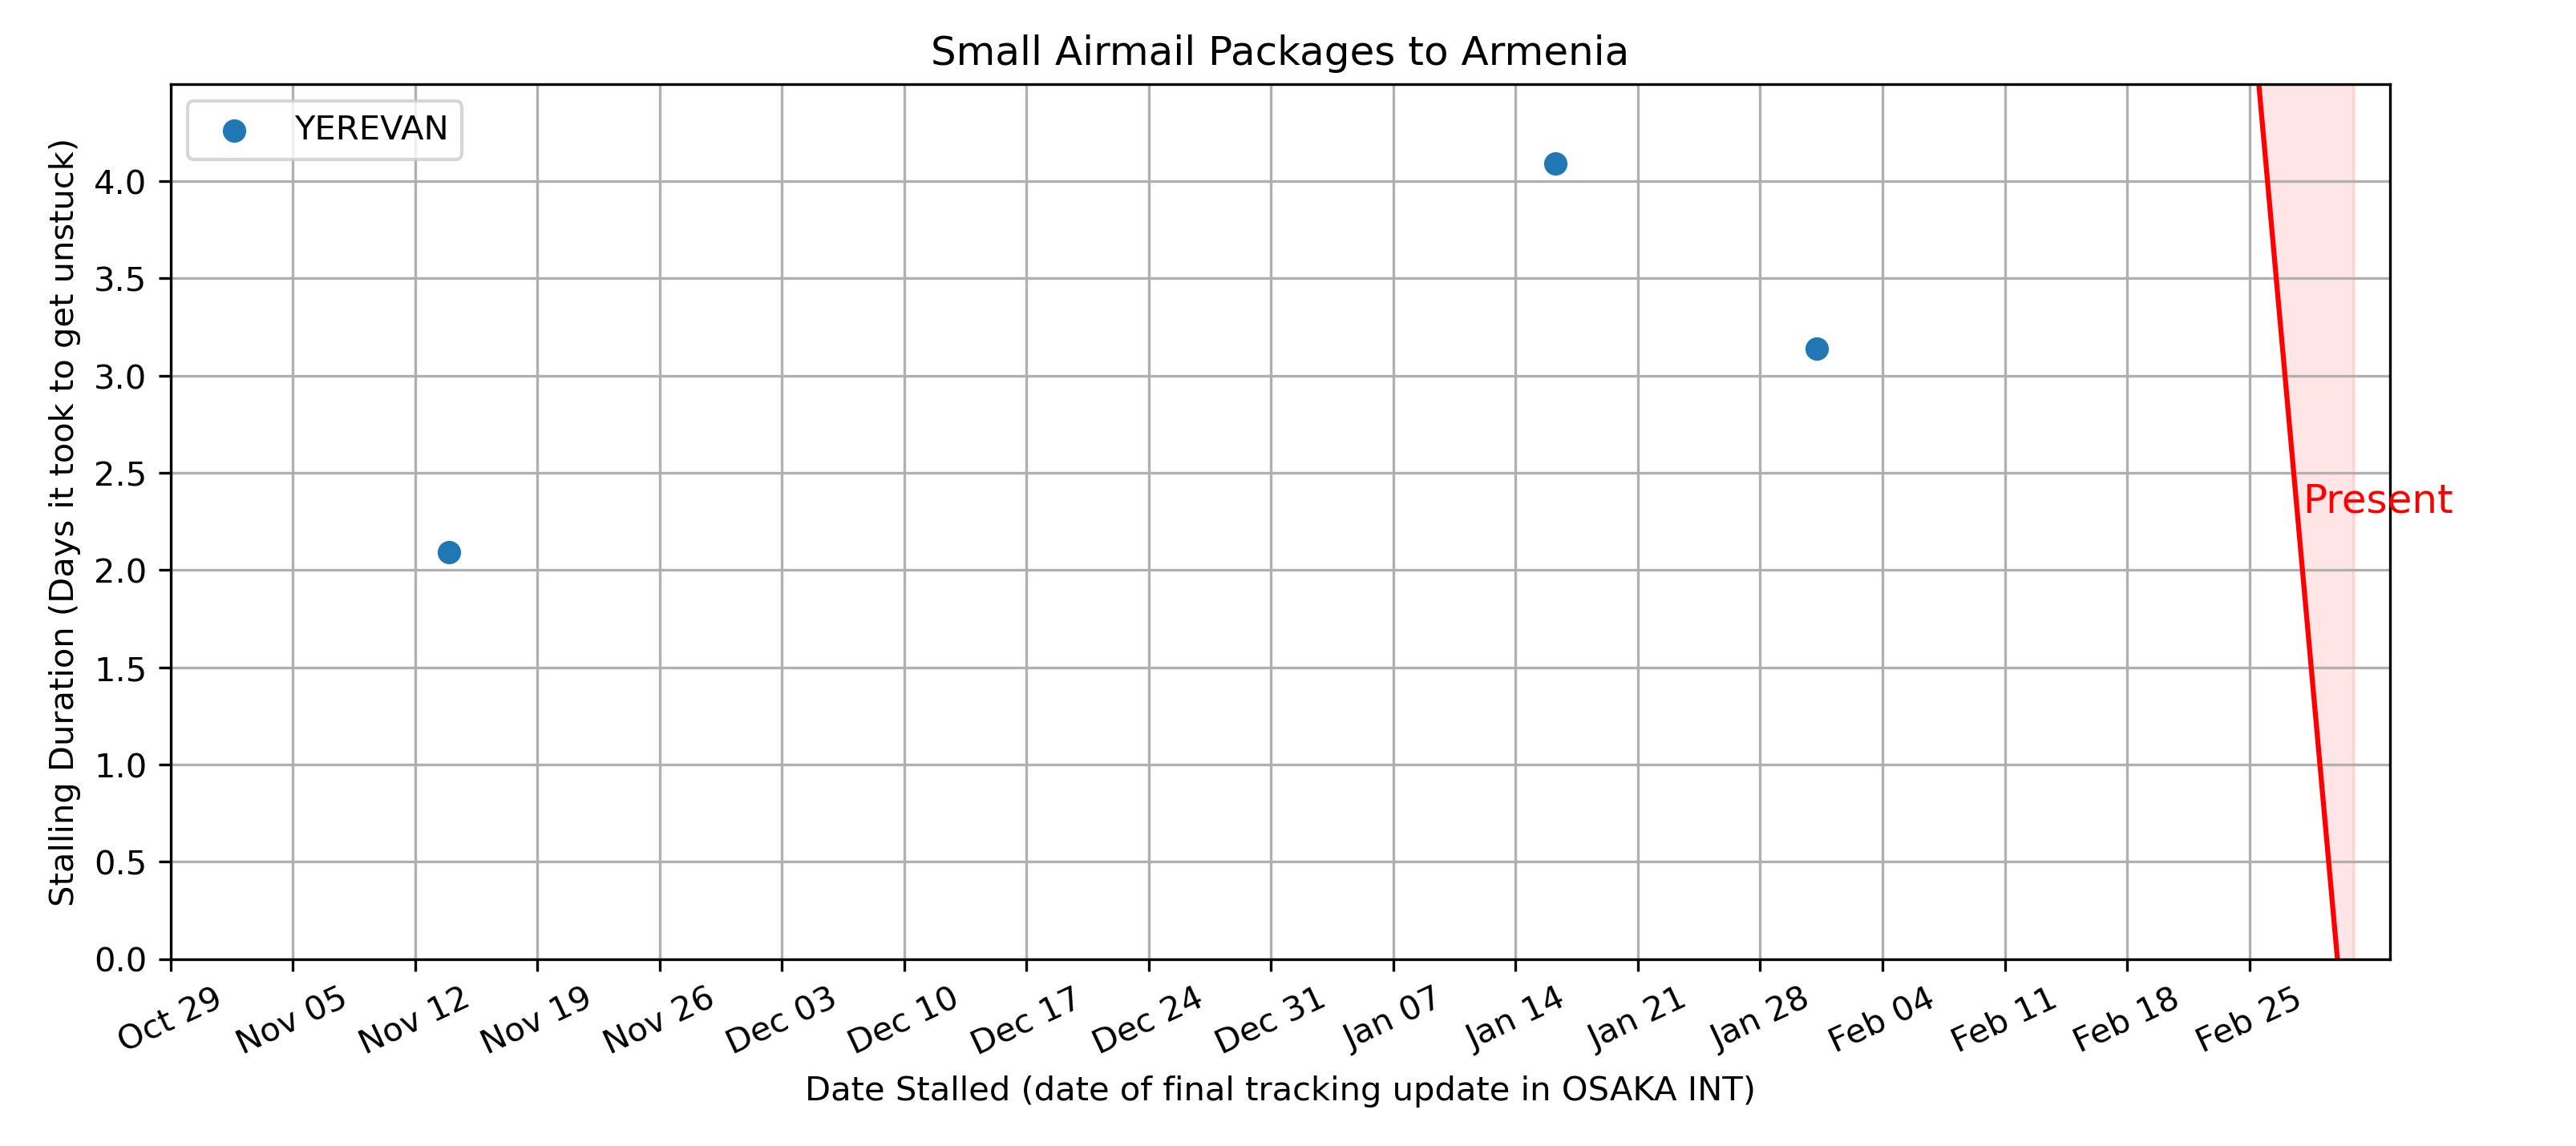 Small Airmail Packages to Armenia
YEREVAN
Stalling Duration (Days it took to get unstuck)
4.0
3.5
3.0
2.5
2.0
1.5
1.0
0.5
0.0
Present
Oct 29
Nov 05
Nov 12
Nov 19
Nov 26
Dec 03
Dec 10
Dec 17
Dec 24
Dec 31
Jan 07
Jan 14
Jan 21
Jan 28
Feb 04
Feb 11
Feb 18
Feb 25
Date Stalled (date of final tracking update in OSAKA INT)